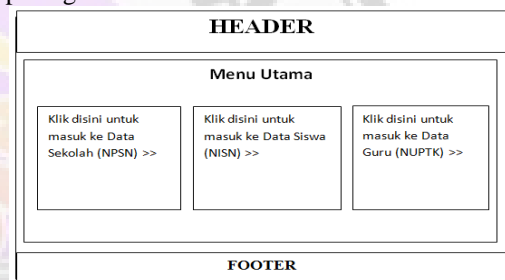 HEADER
Menu Utama
Klik disini untuk
masuk ke Data
Sekolah (NPSN) >>
Klik disini untuk
masuk ke Data Siswa
(NISN) >>
Klik disini untuk
masuk ke Data
Guru (NUPTK) >>
FOOTER